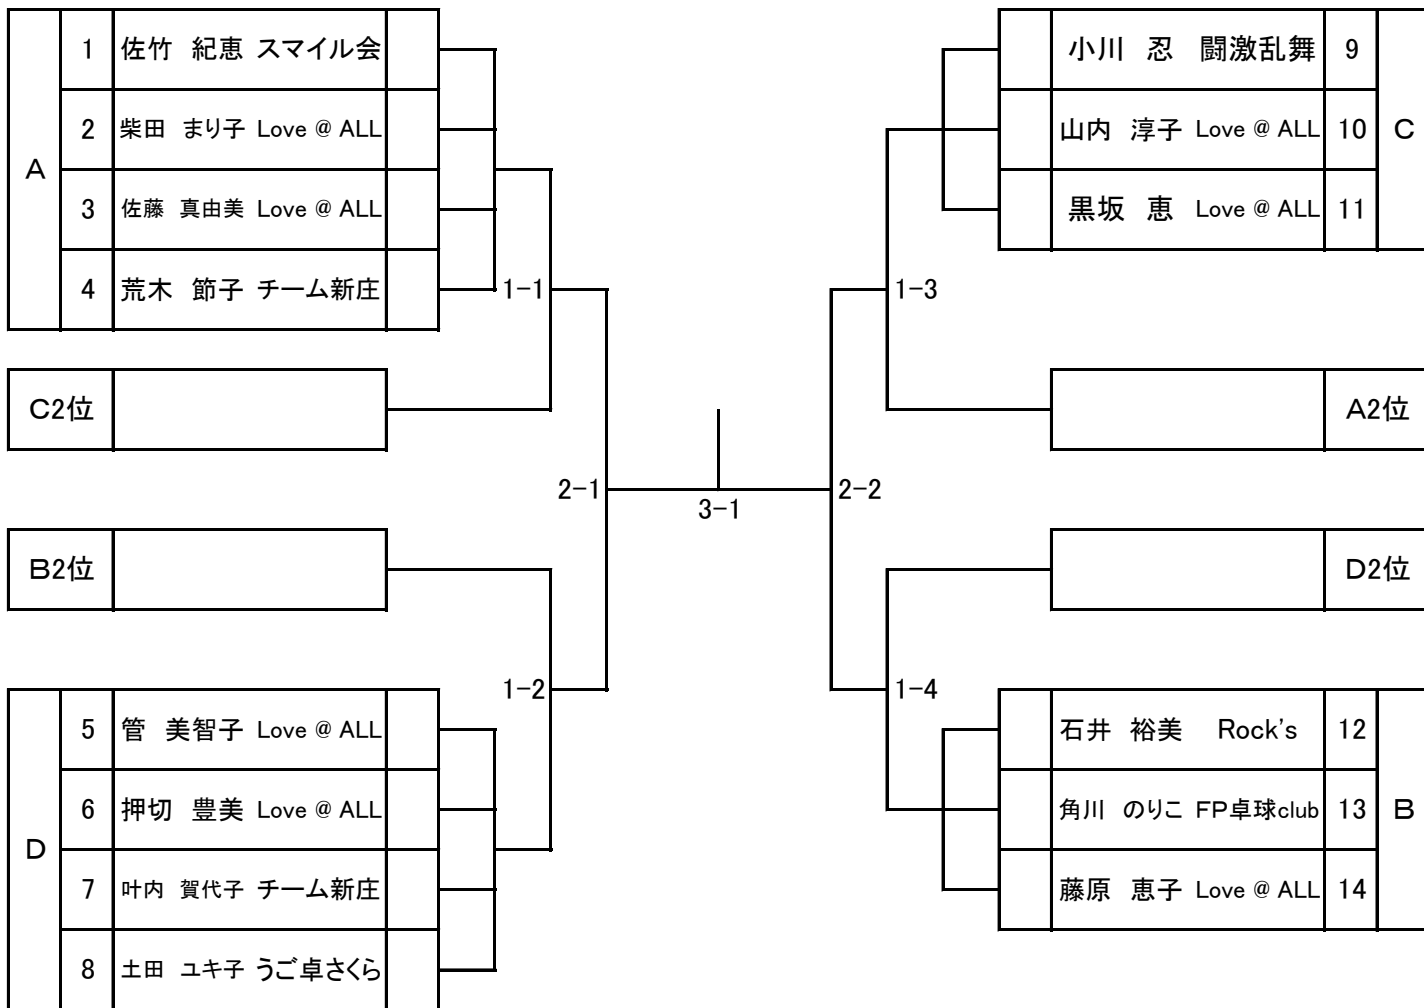 A
1 佐竹 紀恵 スマイル会
2 柴田 まり子 Love @ ALL
3 佐藤 真由美 Love @ ALL
4 荒木 節子 チーム新庄
1-1
C2位
2-1
B2位
1-2
D
5 管 美智子 Love @ ALL
6 押切 豊美 Love @ ALL
7 叶内 賀代子 チーム新庄
8 土田 ユキ子 うご卓さくら
3-1
小川 忍 闘激乱舞 9
山内 淳子 Love @ ALL 10
C
黒坂 恵 Love @ ALL 11
1-3
A2位
2-2
D2位
1-4
石井 裕美 Rock's 12
角川 のりこ FP卓球club 13
B
藤原 恵子 Love @ ALL 14